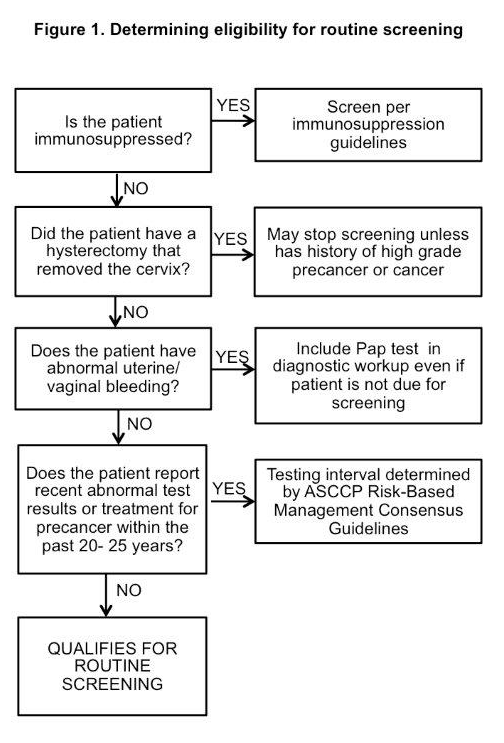 Figure 1. Determining eligibility for routine screening
Is the patient
immunosuppressed?
YES
Screen per
immunosuppression
guidelines
NO
Did the patient have a
hysterectomy that
removed the cervix?
YES
May stop screening unless
has history of high grade
precancer or cancer
NO
Does the patient have
abnormal uterine/
vaginal bleeding?
YES
Include Pap test in
diagnostic workup even if
patient is not due for
screening
NO
Does the patient report
recent abnormal test
results or treatment for
precancer within the
past 20- 25 years?
YES
Testing interval determined
by ASCCP Risk-Based
Management Consensus
Guidelines
NO
QUALIFIES FOR
ROUTINE
SCREENING